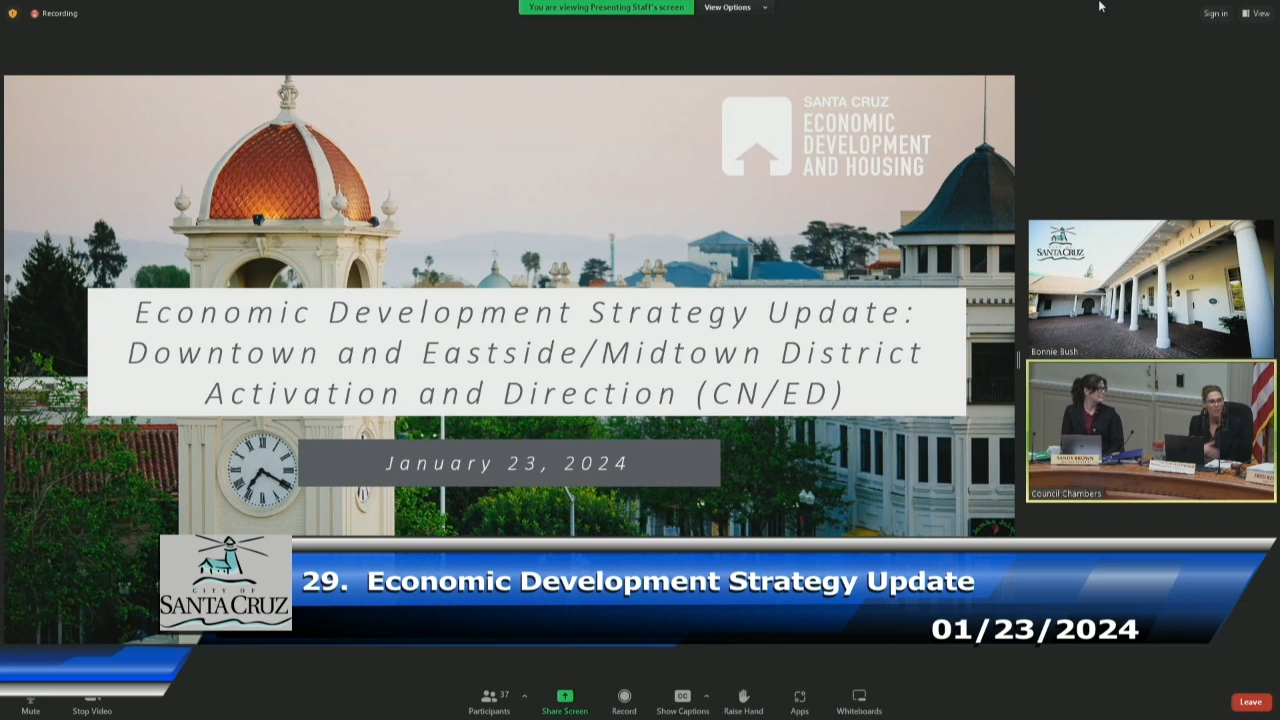 Recording
You are viewing Presenting Staff's screen
View Options
Sign in
View
SANTA CRUZ
ECONOMIC
DEVELOPMENT
AND HOUSING
Economic Development Strategy Update:
Downtown and Eastside/Midtown District
Activation and Direction (CN/ED)
January 23, 2024
SANTA CRUZ
Bonnie Bush
SANDY BROWN
Council Chambers
CITY OF
SANTA CRUZ
29. Economic Development Strategy Update
01/23/2024
Mute
Stop Video
37
Participants
Share Screen
Record
CC
Show Captions
Raise Hand
Apps
Whiteboards
Leave